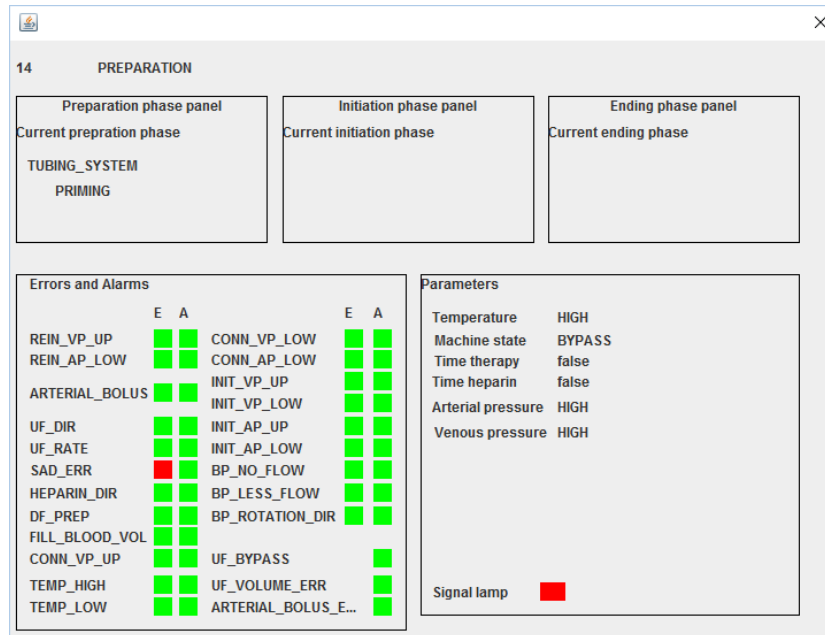 14 PREPARATION
Preparation phase panel
Current prepration phase
TUBING_SYSTEM
PRIMING
Initiation phase panel
Current initiation phase
Ending phase panel
Current ending phase
Errors and Alarms
E A E A
REIN_VP_UP CONN_VP_LOW
REIN_AP_LOW CONN_AP_LOW
ARTERIAL_BOLUS INIT_VP_UP
INIT_VP_LOW
UF_DIR INIT_AP_UP
UF_RATE INIT_AP_LOW
SAD_ERR BP_NO_FLOW
HEPARIN_DIR BP_LESS_FLOW
DF_PREP BP_ROTATION_DIR
FILL_BLOOD_VOL
CONN_VP_UP UF_BYPASS
TEMP_HIGH UF_VOLUME_ERR
TEMP_LOW ARTERIAL_BOLUS_E...
Parameters
Temperature HIGH
Machine state BYPASS
Time therapy false
Time heparin false
Arterial pressure HIGH
Venous pressure HIGH
Signal lamp